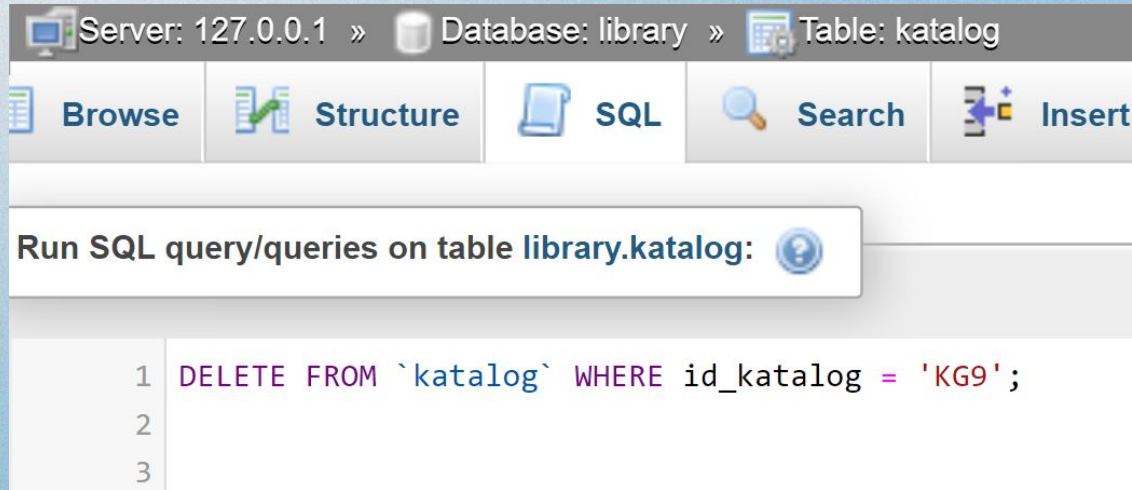 Server: 127.0.0.1 » Database: library » Table: katalog
Browse Structure SQL Search Insert
Run SQL query/queries on table library.katalog:
1 DELETE FROM `katalog` WHERE id_katalog = 'KG9';
2
3